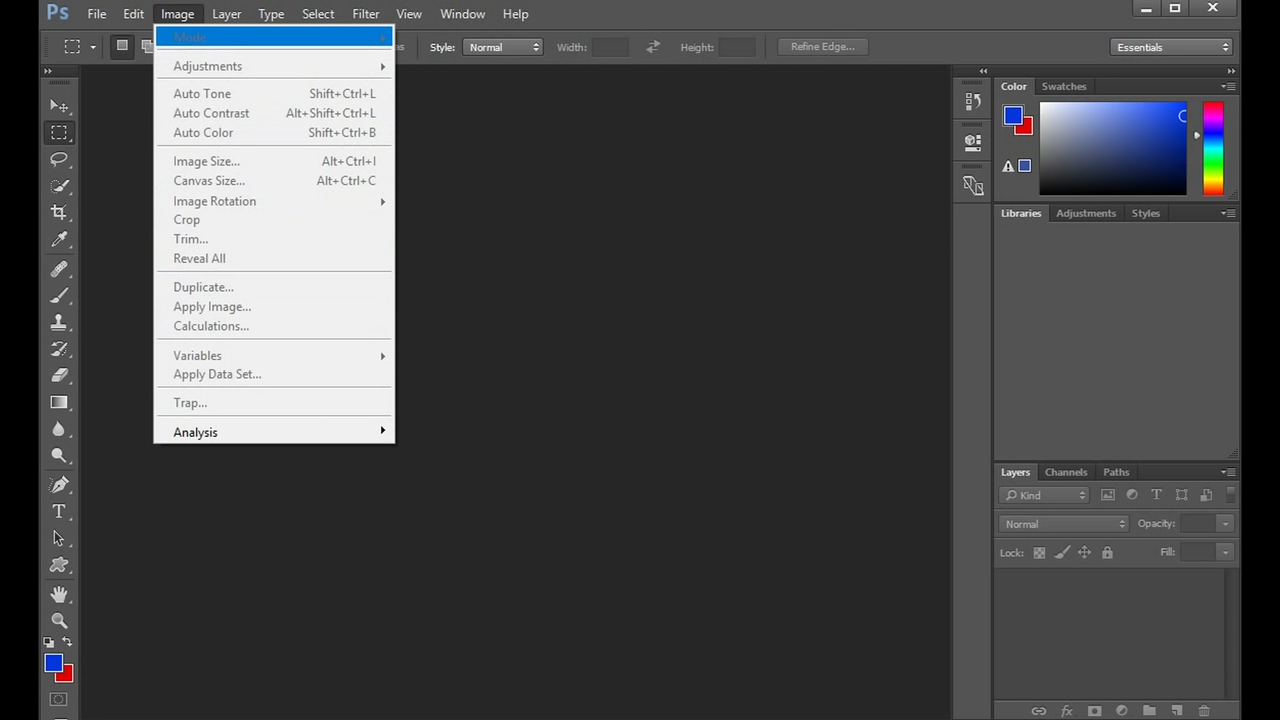 Ps File Edit Image Layer Type Select Filter View Window Help
Style: Normal Width: Height: Refine Edge... Essentials
Mode
Adjustments
Auto Tone Shift+Ctrl+L
Auto Contrast Alt+Shift+Ctrl+L
Auto Color Shift+Ctrl+B
Image Size... Alt+Ctrl+I
Canvas Size... Alt+Ctrl+C
Image Rotation
Crop
Trim...
Reveal All
Duplicate...
Apply Image...
Calculations...
Variables
Apply Data Set...
Trap...
Analysis
Color Swatches
Libraries Adjustments Styles
Layers Channels Paths
Kind
Normal Opacity:
Lock: Fill: